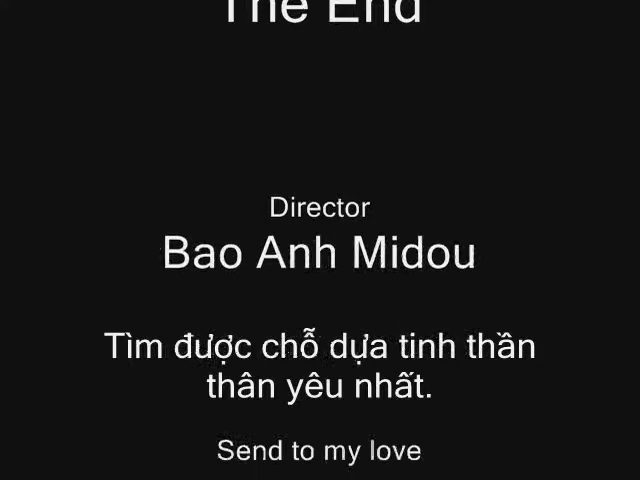 The End
Director
Bao Anh Midou
Tìm được chỗ dựa tinh thần
thân yêu nhất.
Send to my love